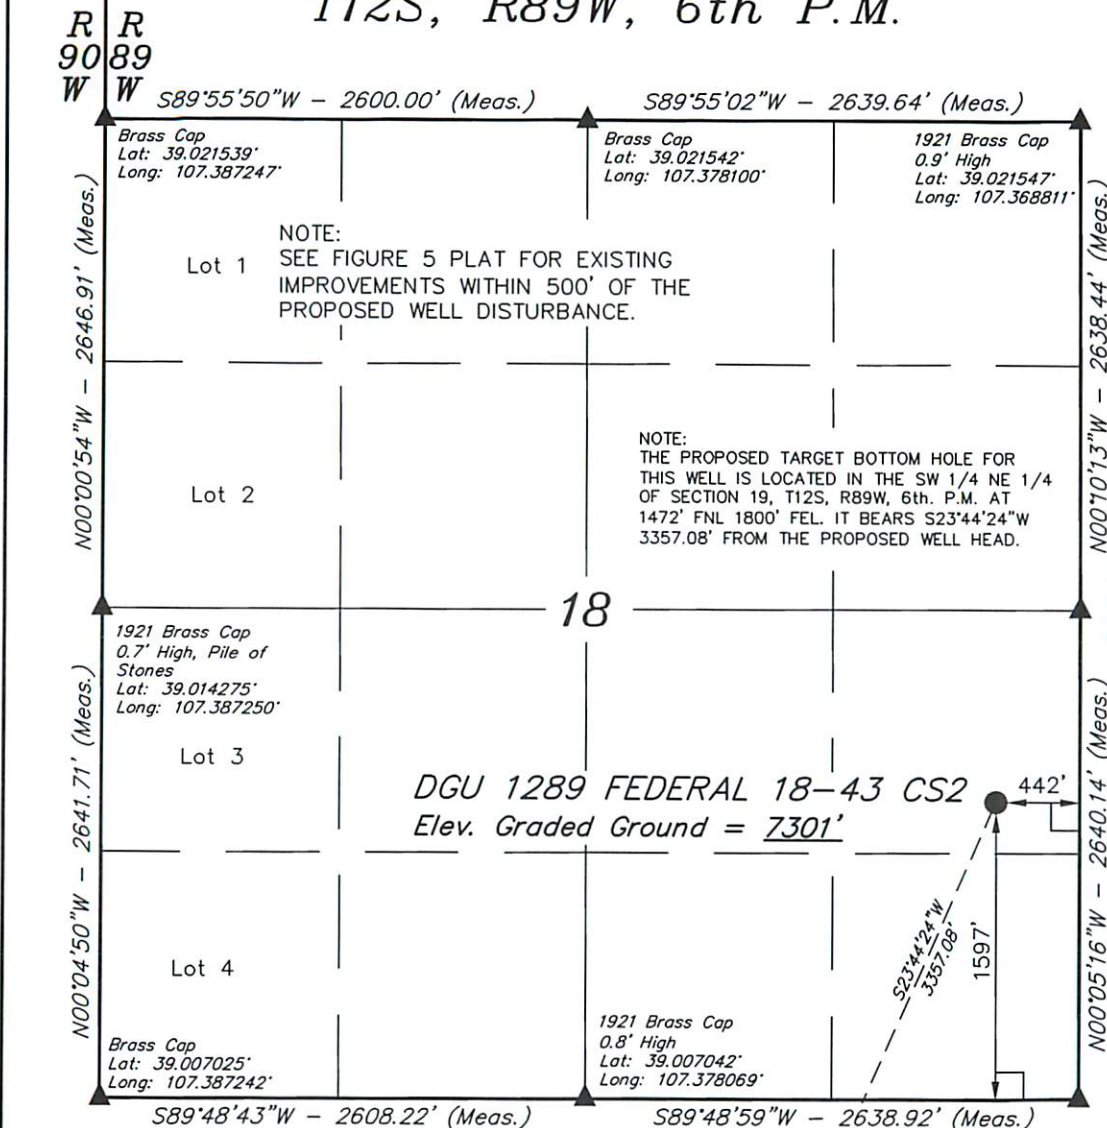 T12S, R89W, 6th P.M.
R R
90 89
W W
S89°55'50"W - 2600.00' (Meas.)
S89°55'02"W - 2639.64' (Meas.)
Brass Cap
Lat: 39.021539°
Long: 107.387247°
Brass Cap
Lat: 39.021542°
Long: 107.378100°
1921 Brass Cap
0.9' High
Lat: 39.021547°
Long: 107.368811°
N00°00'54"W - 2646.91' (Meas.)
N00°10'13"W - 2638.44' (Meas.)
Lot 1
NOTE:
SEE FIGURE 5 PLAT FOR EXISTING
IMPROVEMENTS WITHIN 500' OF THE
PROPOSED WELL DISTURBANCE.
Lot 2
NOTE:
THE PROPOSED TARGET BOTTOM HOLE FOR
THIS WELL IS LOCATED IN THE SW 1/4 NE 1/4
OF SECTION 19, T12S, R89W, 6th. P.M. AT
1472' FNL 1800' FEL. IT BEARS S23°44'24"W
3357.08' FROM THE PROPOSED WELL HEAD.
18
1921 Brass Cap
0.7' High, Pile of
Stones
Lat: 39.014275°
Long: 107.387250°
N00°04'50"W - 2641.71' (Meas.)
N00°05'16"W - 2640.14' (Meas.)
Lot 3
DGU 1289 FEDERAL 18-43 CS2
Elev. Graded Ground = 7301'
442'
S23°44'24"W
3357.08'
1597'
Lot 4
Brass Cap
Lat: 39.007025°
Long: 107.387242°
1921 Brass Cap
0.8' High
Lat: 39.007042°
Long: 107.378069°
S89°48'43"W - 2608.22' (Meas.)
S89°48'59"W - 2638.92' (Meas.)